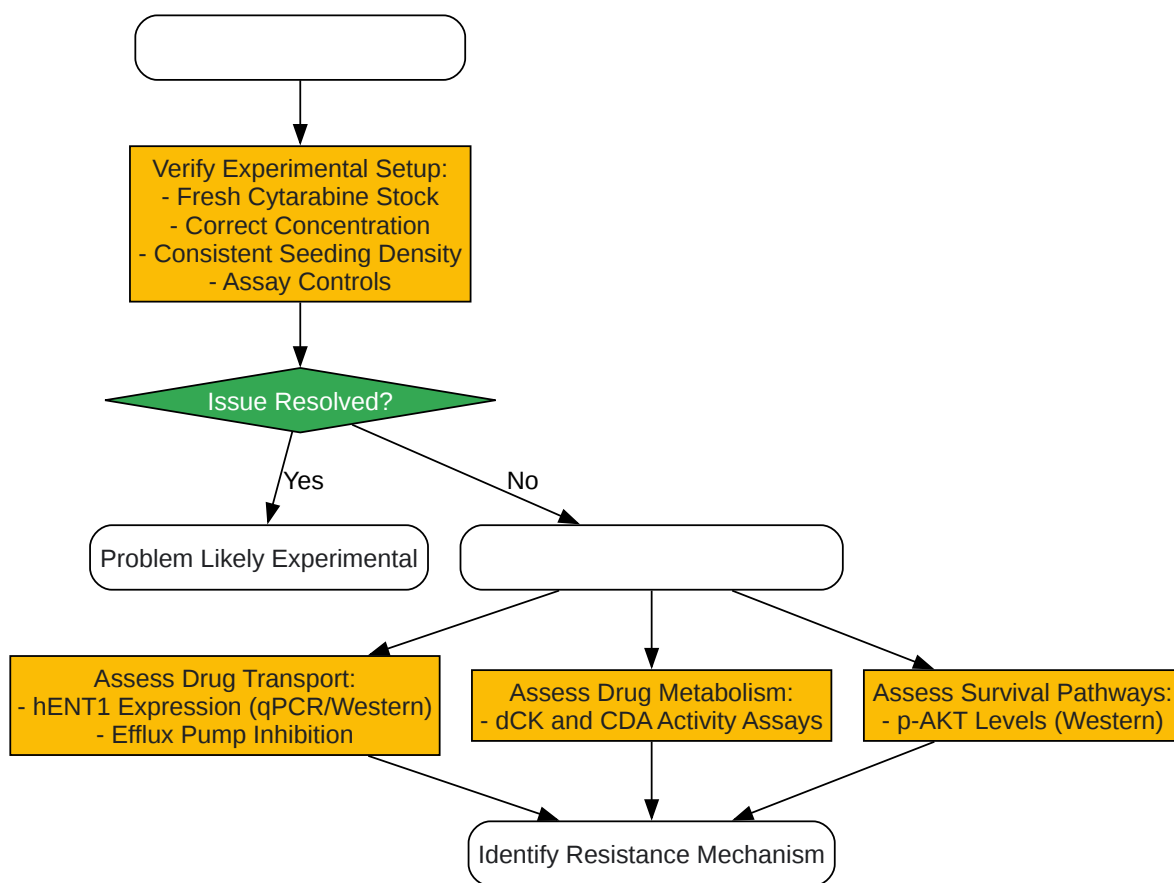 Verify Experimental Setup:
- Fresh Cytarabine Stock
- Correct Concentration
- Consistent Seeding Density
- Assay Controls
Issue Resolved?
Yes
No
Problem Likely Experimental
Assess Drug Transport:
- hENT1 Expression (qPCR/Western)
- Efflux Pump Inhibition
Assess Drug Metabolism:
- dCK and CDA Activity Assays
Assess Survival Pathways:
- p-AKT Levels (Western)
Identify Resistance Mechanism